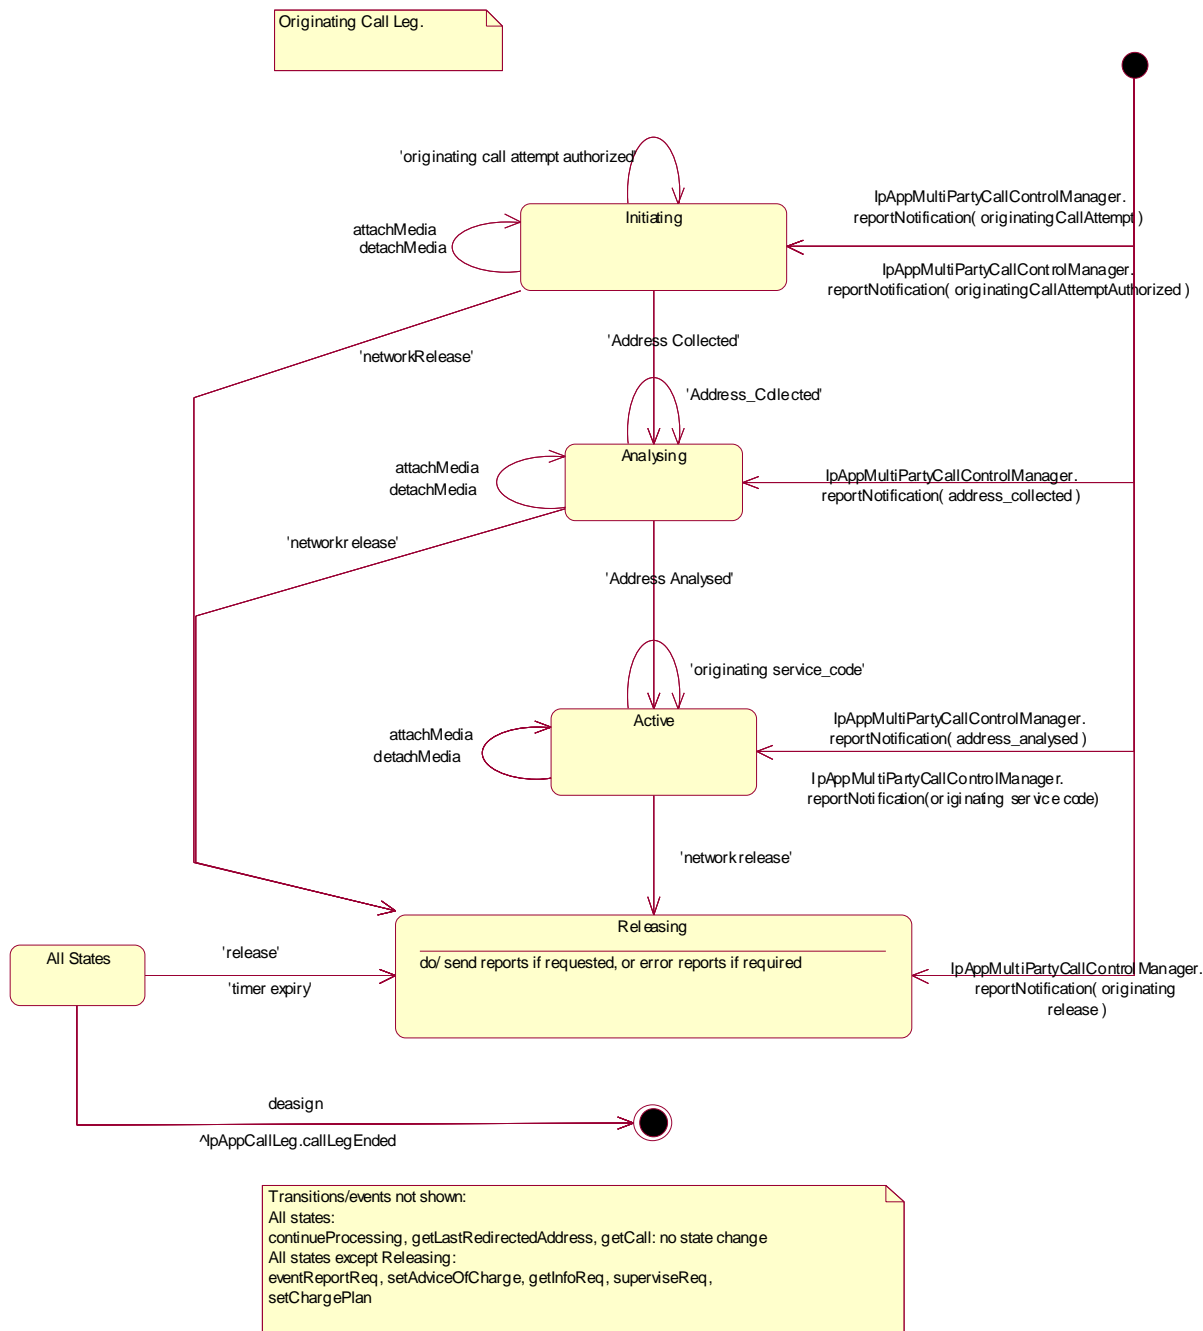 Originating Call Leg.
'originating call attempt authorized'
IpAppMultiPartyCallControlManager.
reportNotification( originatingCallAttempt )
Initiating
attachMedia
detachMedia
IpAppMultiPartyCallControlManager.
reportNotification( originatingCallAttemptAuthorized )
'Address Collected'
'networkRelease'
'Address_Collected'
Analysing
attachMedia
detachMedia
IpAppMultiPartyCallControlManager.
reportNotification( address_collected )
'networkrelease'
'Address Analysed'
'originating service_code'
Active
attachMedia
detachMedia
IpAppMultiPartyCallControlManager.
reportNotification( address_analysed )
IpAppMultiPartyCallControlManager.
reportNotification(originating service code)
'network release'
Releasing
do/ send reports if requested, or error reports if required
All States
'release'
'timer expiry'
IpAppMultiPartyCallControlManager.
reportNotification( originating
release )
deasign
^IpAppCallLeg.callLegEnded
Transitions/events not shown:
All states:
continueProcessing, getLastRedirectedAddress, getCall: no state change
All states except Releasing:
eventReportReq, setAdviceOfCharge, getInfoReq, superviseReq,
setChargePlan